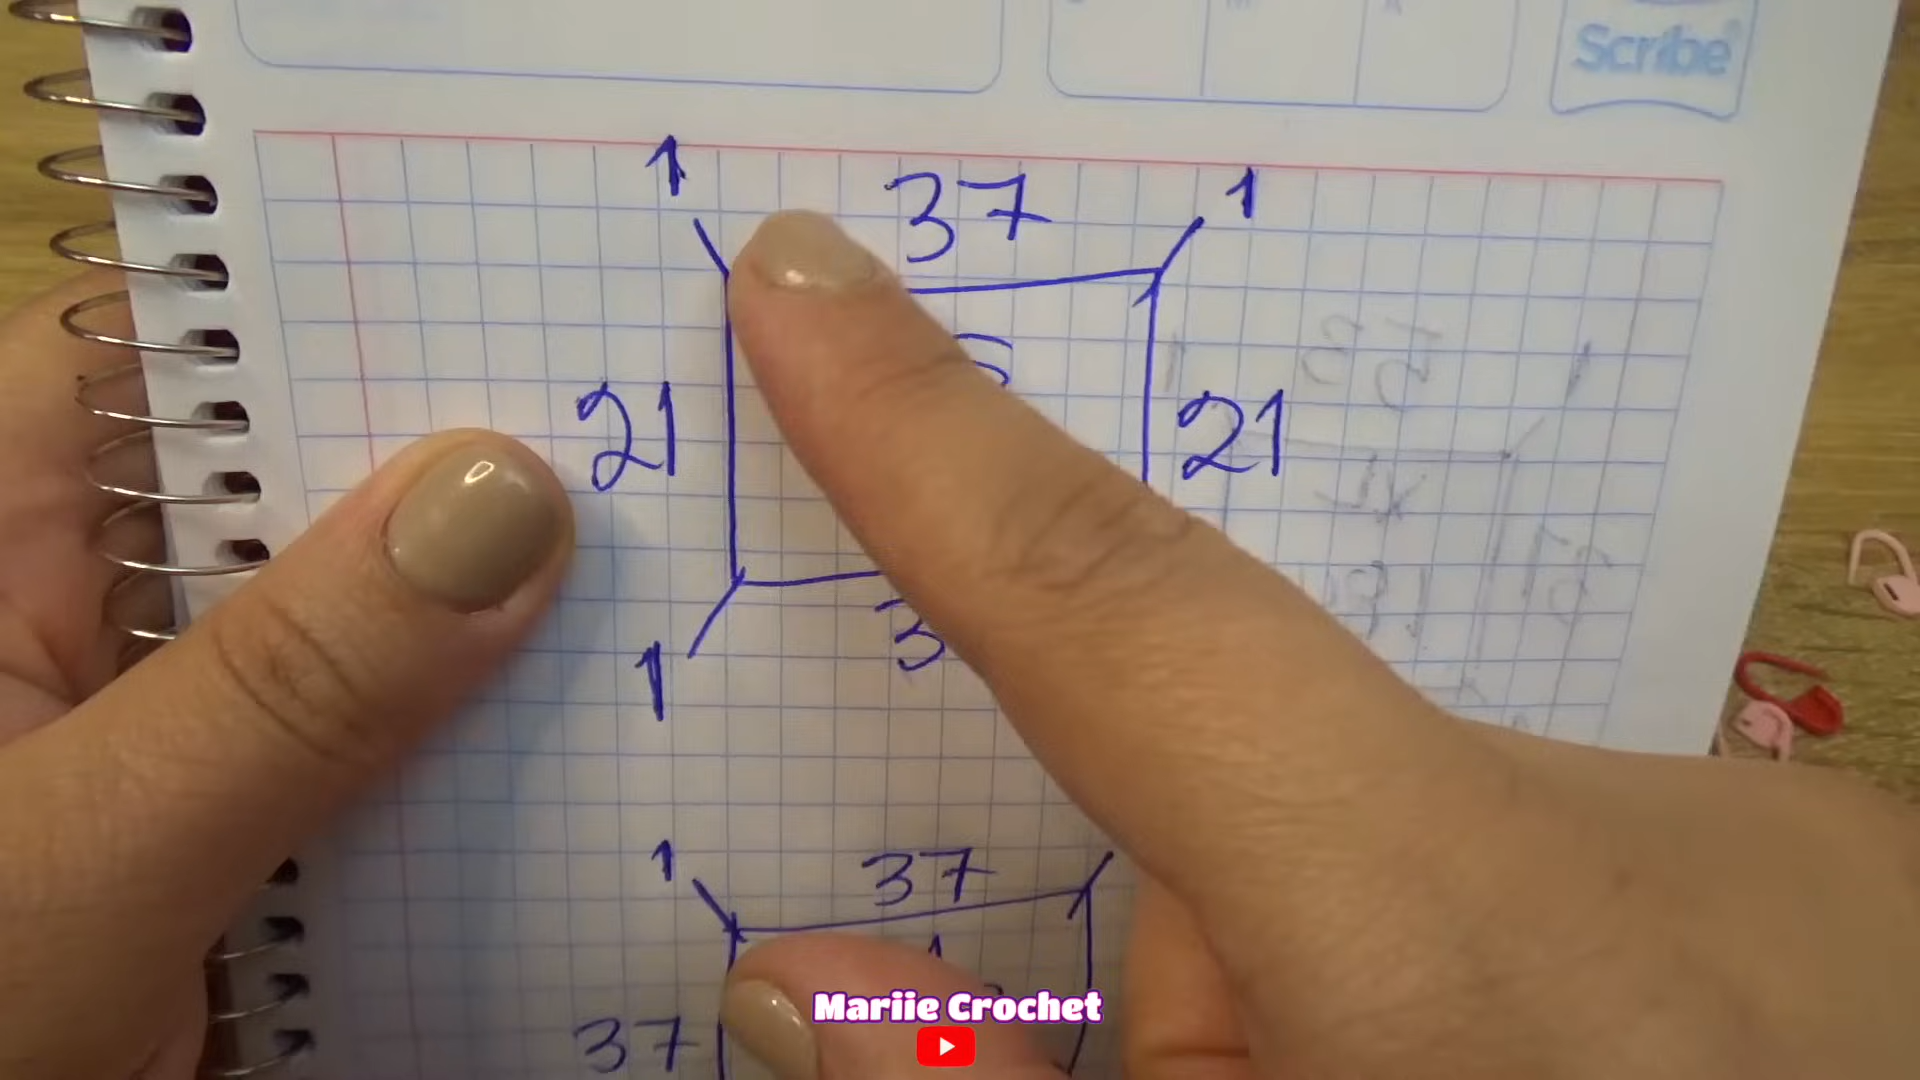 Scribe
1 37 1
21 21
3
1
1 37
37
Mariie Crochet